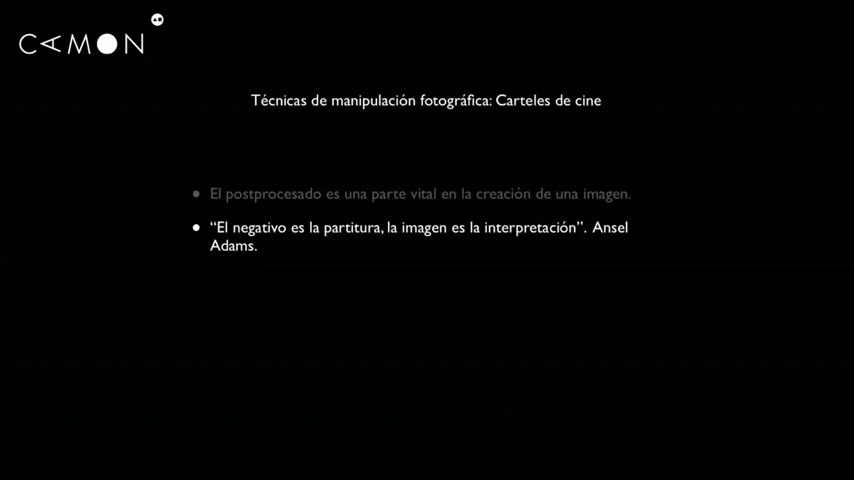 AB
CAMON
Técnicas de manipulación fotográfica: Carteles de cine
● El postprocesado es una parte vital en la creación de una imagen.
● “El negativo es la partitura, la imagen es la interpretación”. Ansel
Adams.